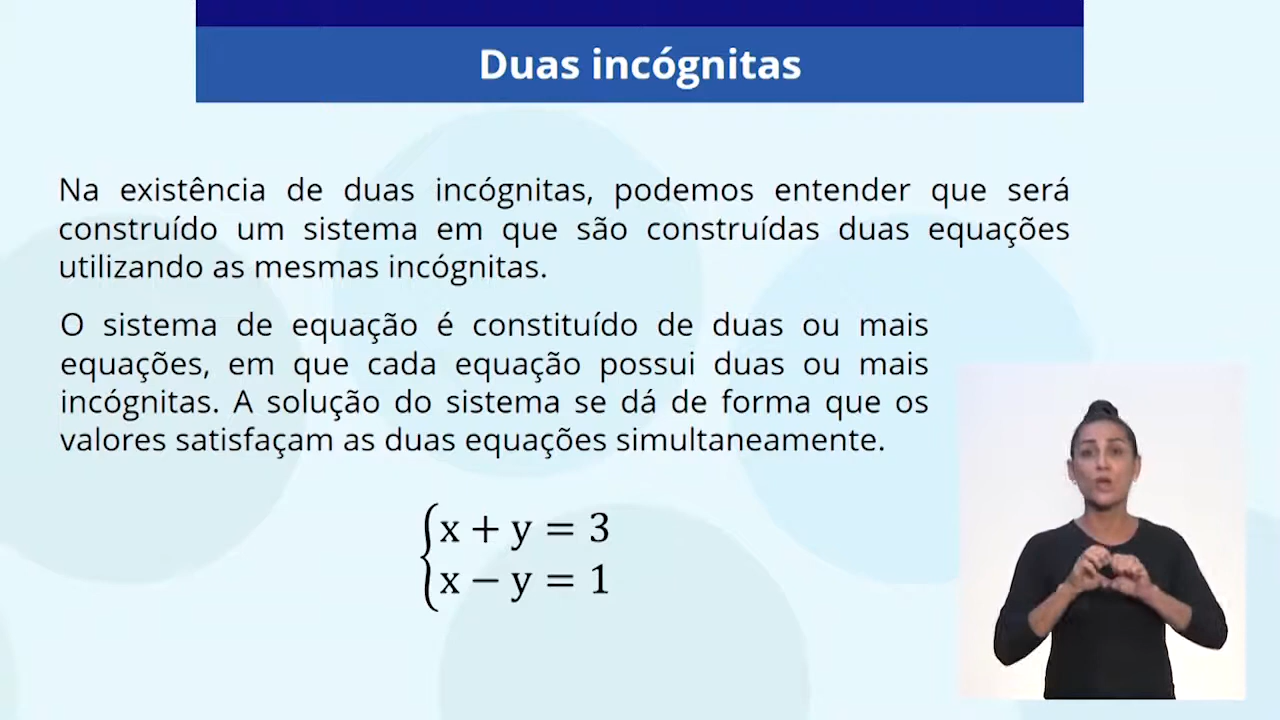 Duas incógnitas
Na existência de duas incógnitas, podemos entender que será
construído um sistema em que são construídas duas equações
utilizando as mesmas incógnitas.
O sistema de equação é constituído de duas ou mais
equações, em que cada equação possui duas ou mais
incógnitas. A solução do sistema se dá de forma que os
valores satisfaçam as duas equações simultaneamente.
x + y = 3
x − y = 1